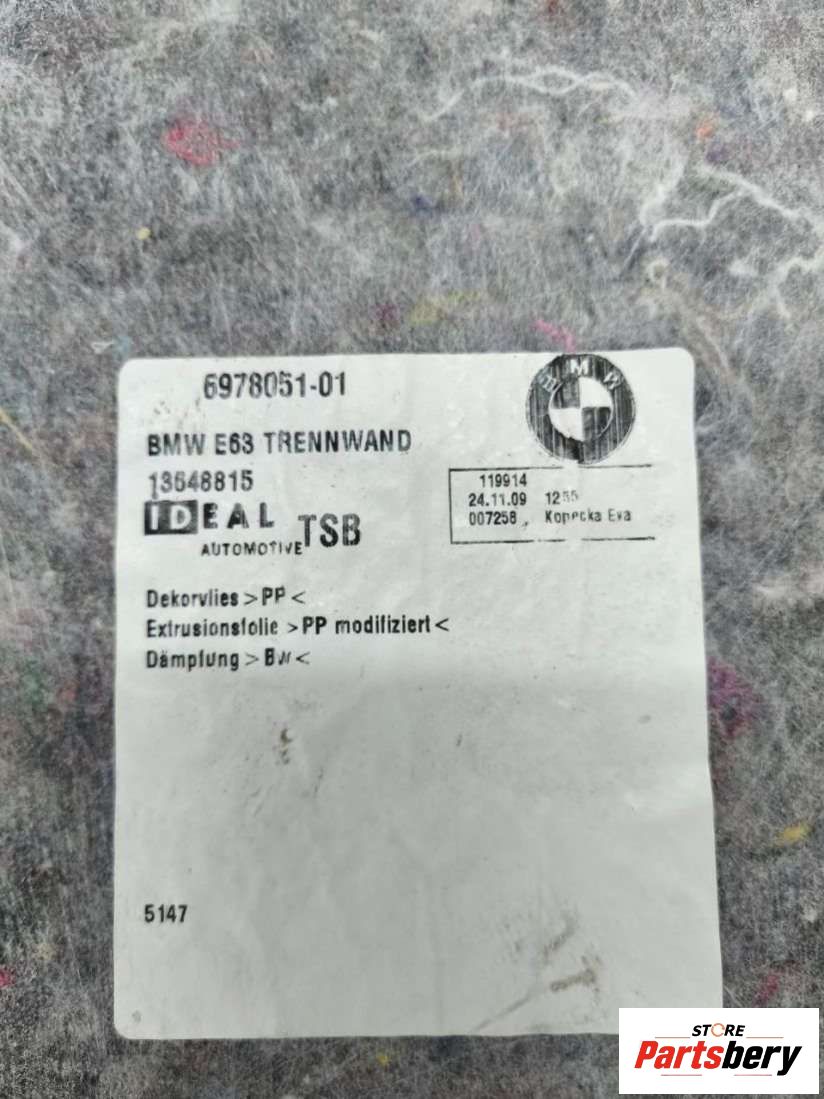 6978051-01
BMW
BMW E63 TRENNWAND
13648815
119914
24.11.09 1255
007258 Kopecka Eva
IDEAL
AUTOMOTIVE TSB
Dekorvlies >PP<
Extrusionsfolie >PP modifiziert<
Dämpfung >BW<
5147
STORE
Partsbery